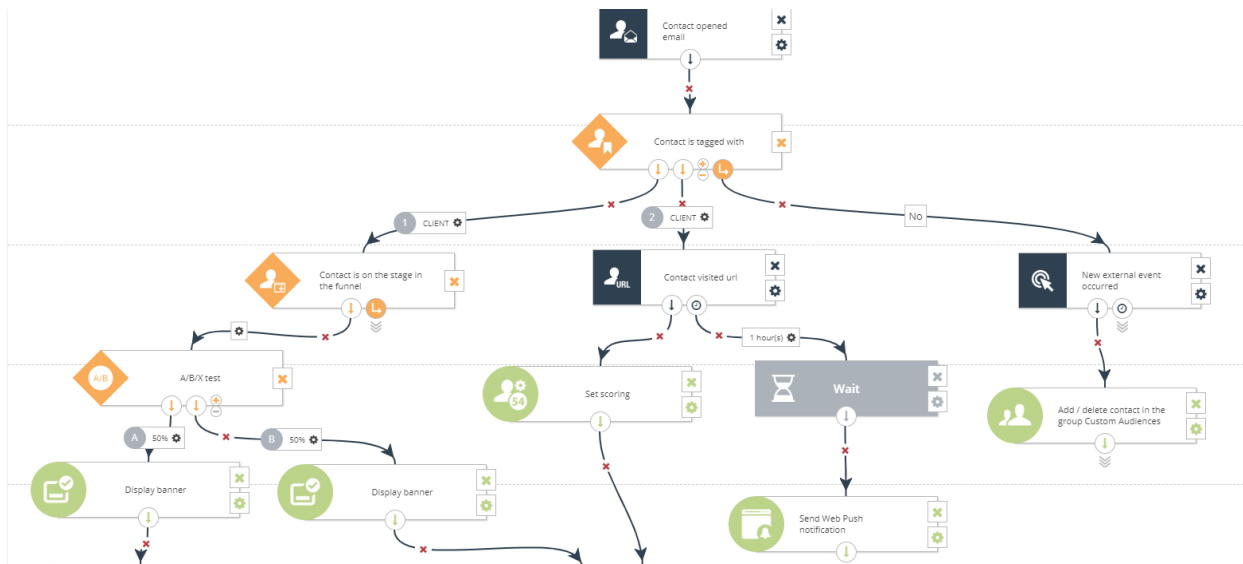 Contact opened
email
Contact is tagged with
1 CLIENT
2 CLIENT
No
Contact is on the stage in
the funnel
URL
Contact visited url
New external event
occurred
1 hour(s)
A/B
A/B/X test
54
Set scoring
Wait
Add / delete contact in the
group Custom Audiences
A 50%
B 50%
Display banner
Display banner
Send Web Push
notification